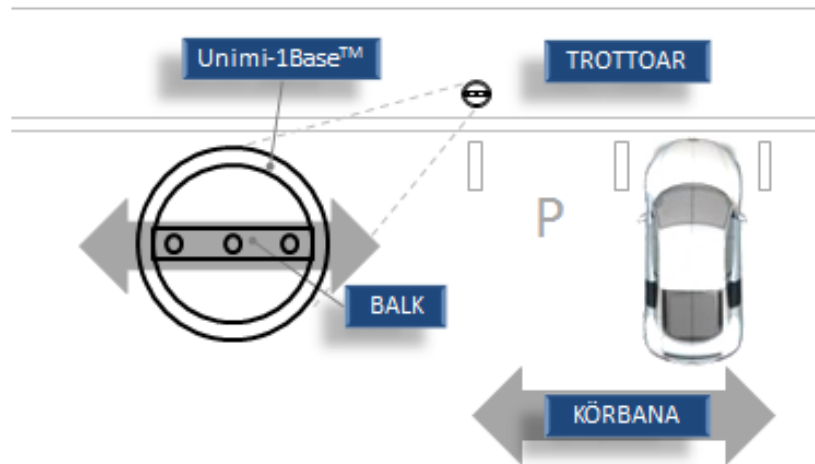 Unimi-1Base™
TROTTOAR
P
BALK
KÖRBANA